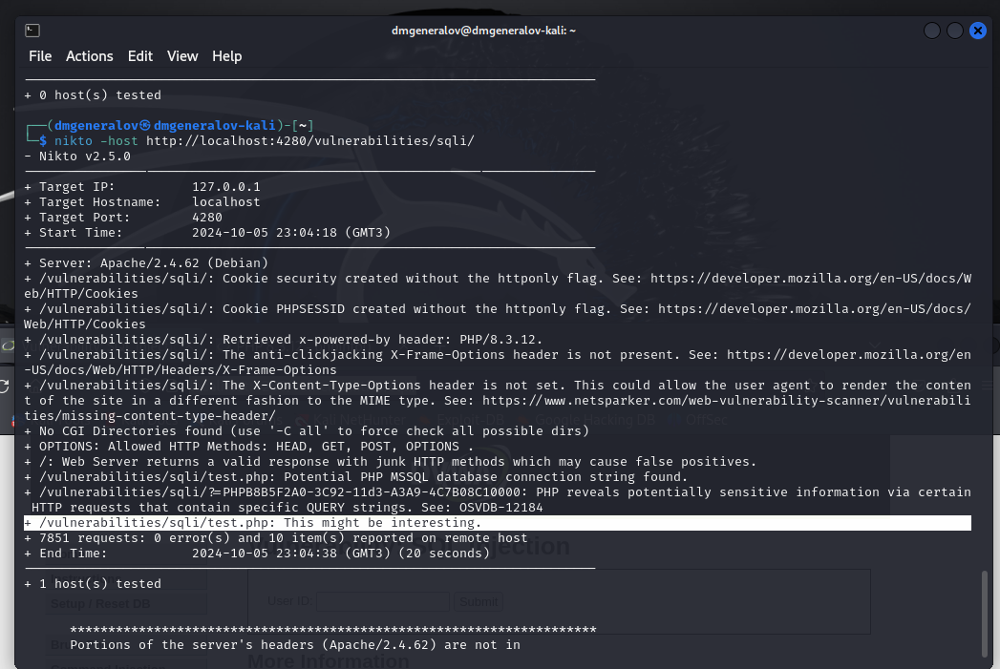 dmgeneralov@dmgeneralov-kali: ~
File Actions Edit View Help
+ 0 host(s) tested
┌──(dmgeneralov㉿dmgeneralov-kali)-[~]
└─$ nikto -host http://localhost:4280/vulnerabilities/sqli/
- Nikto v2.5.0
+ Target IP: 127.0.0.1
+ Target Hostname: localhost
+ Target Port: 4280
+ Start Time: 2024-10-05 23:04:18 (GMT3)
+ Server: Apache/2.4.62 (Debian)
+ /vulnerabilities/sqli/: Cookie security created without the httponly flag. See: https://developer.mozilla.org/en-US/docs/W
eb/HTTP/Cookies
+ /vulnerabilities/sqli/: Cookie PHPSESSID created without the httponly flag. See: https://developer.mozilla.org/en-US/docs/
Web/HTTP/Cookies
+ /vulnerabilities/sqli/: Retrieved x-powered-by header: PHP/8.3.12.
+ /vulnerabilities/sqli/: The anti-clickjacking X-Frame-Options header is not present. See: https://developer.mozilla.org/en
-US/docs/Web/HTTP/Headers/X-Frame-Options
+ /vulnerabilities/sqli/: The X-Content-Type-Options header is not set. This could allow the user agent to render the conten
t of the site in a different fashion to the MIME type. See: https://www.netsparker.com/web-vulnerability-scanner/vulnerabili
ties/missing-content-type-header/
Kali NetHunter Exploit-DB Google Hacking DB OffSec
+ No CGI Directories found (use '-C all' to force check all possible dirs)
+ OPTIONS: Allowed HTTP Methods: HEAD, GET, POST, OPTIONS .
+ /: Web Server returns a valid response with junk HTTP methods which may cause false positives.
+ /vulnerabilities/sqli/test.php: Potential PHP MSSQL database connection string found.
+ /vulnerabilities/sqli/?=PHPB8B5F2A0-3C92-11d3-A3A9-4C7B08C10000: PHP reveals potentially sensitive information via certain
HTTP requests that contain specific QUERY strings. See: OSVDB-12184
+ /vulnerabilities/sqli/test.php: This might be interesting.
+ 7851 requests: 0 error(s) and 10 item(s) reported on remote host
+ End Time: 2024-10-05 23:04:38 (GMT3) (20 seconds)
+ 1 host(s) tested
Setup / Reset DB
User ID: Submit
*********************************************************************
Portions of the server's headers (Apache/2.4.62) are not in
More Information